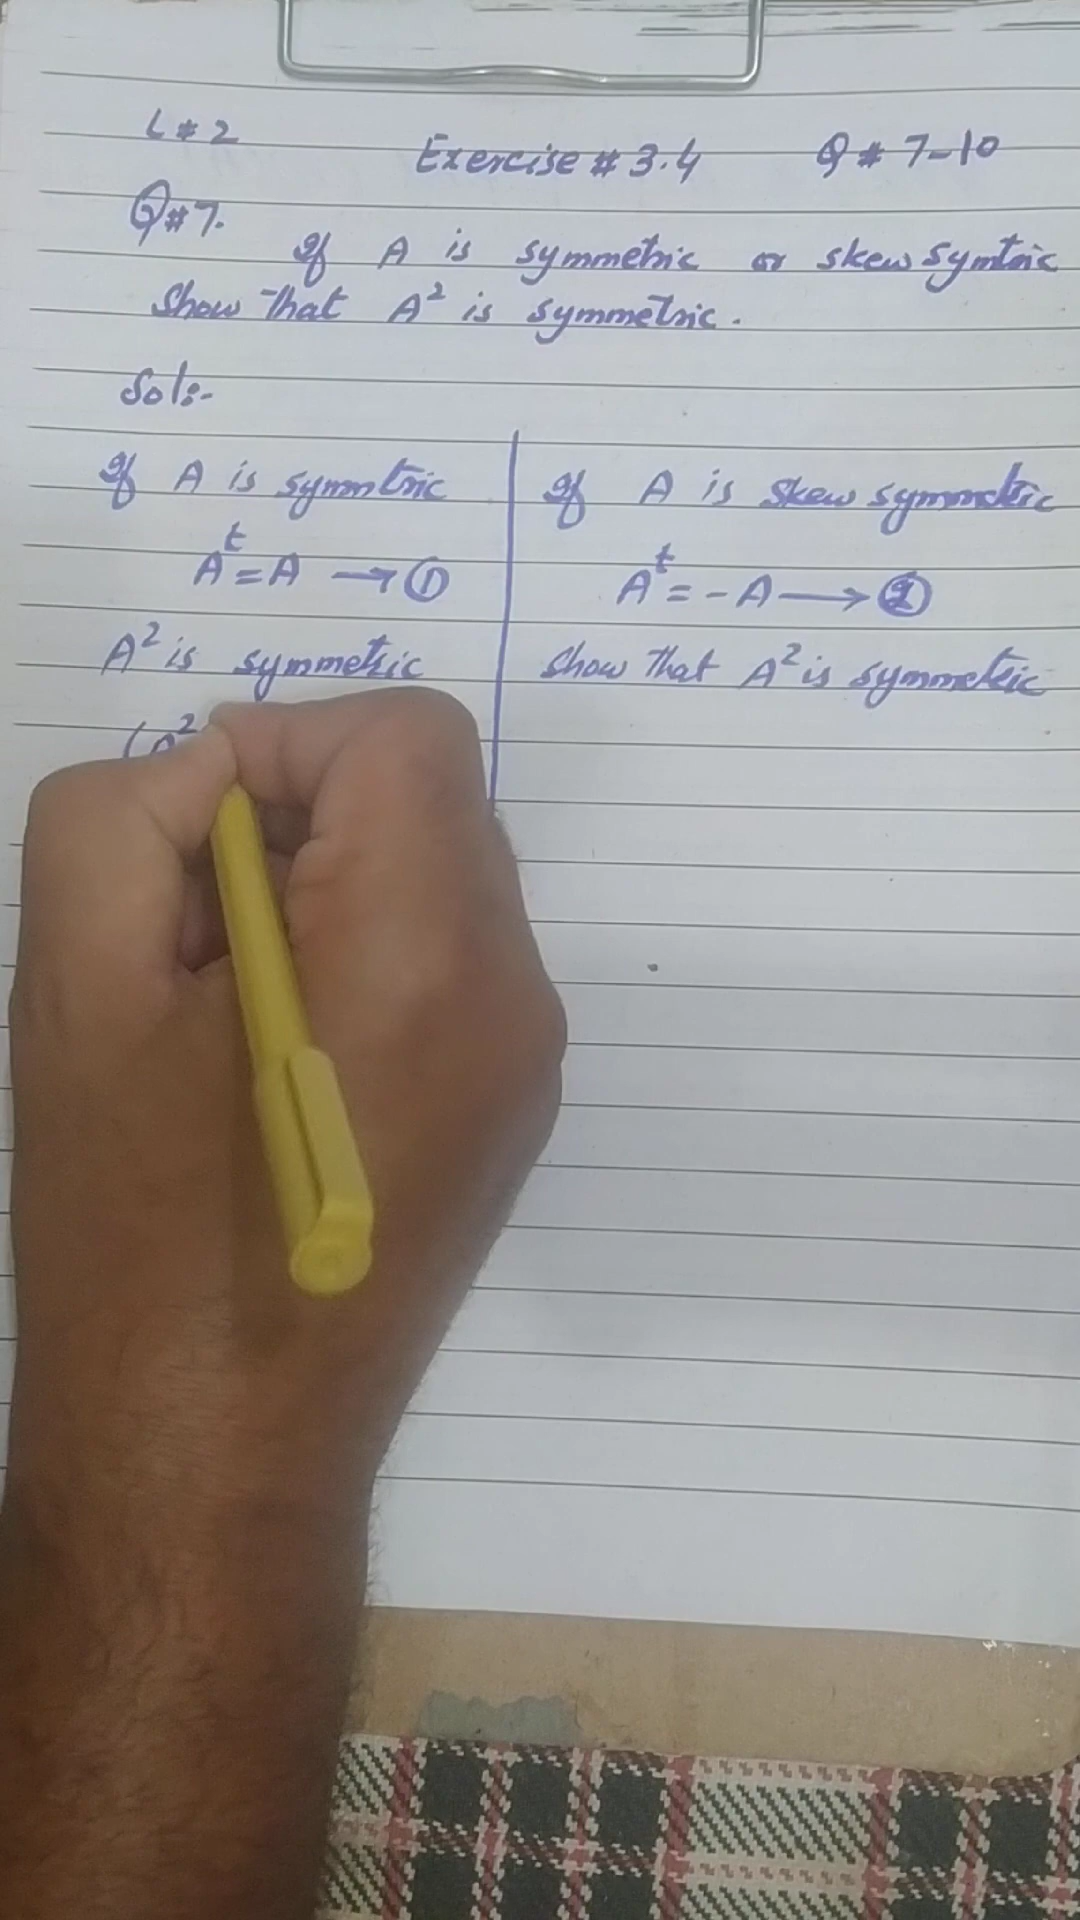 L # 2 Exercise # 3.4 Q # 7-10
Q#7.
If A is symmetric or skew symtric
Show that A² is symmetric.
Sol:-
If A is symmtric
Aᵗ = A → ①
A² is symmetric
(A²
If A is skew symmetric
Aᵗ = -A → ②
show that A² is symmetric